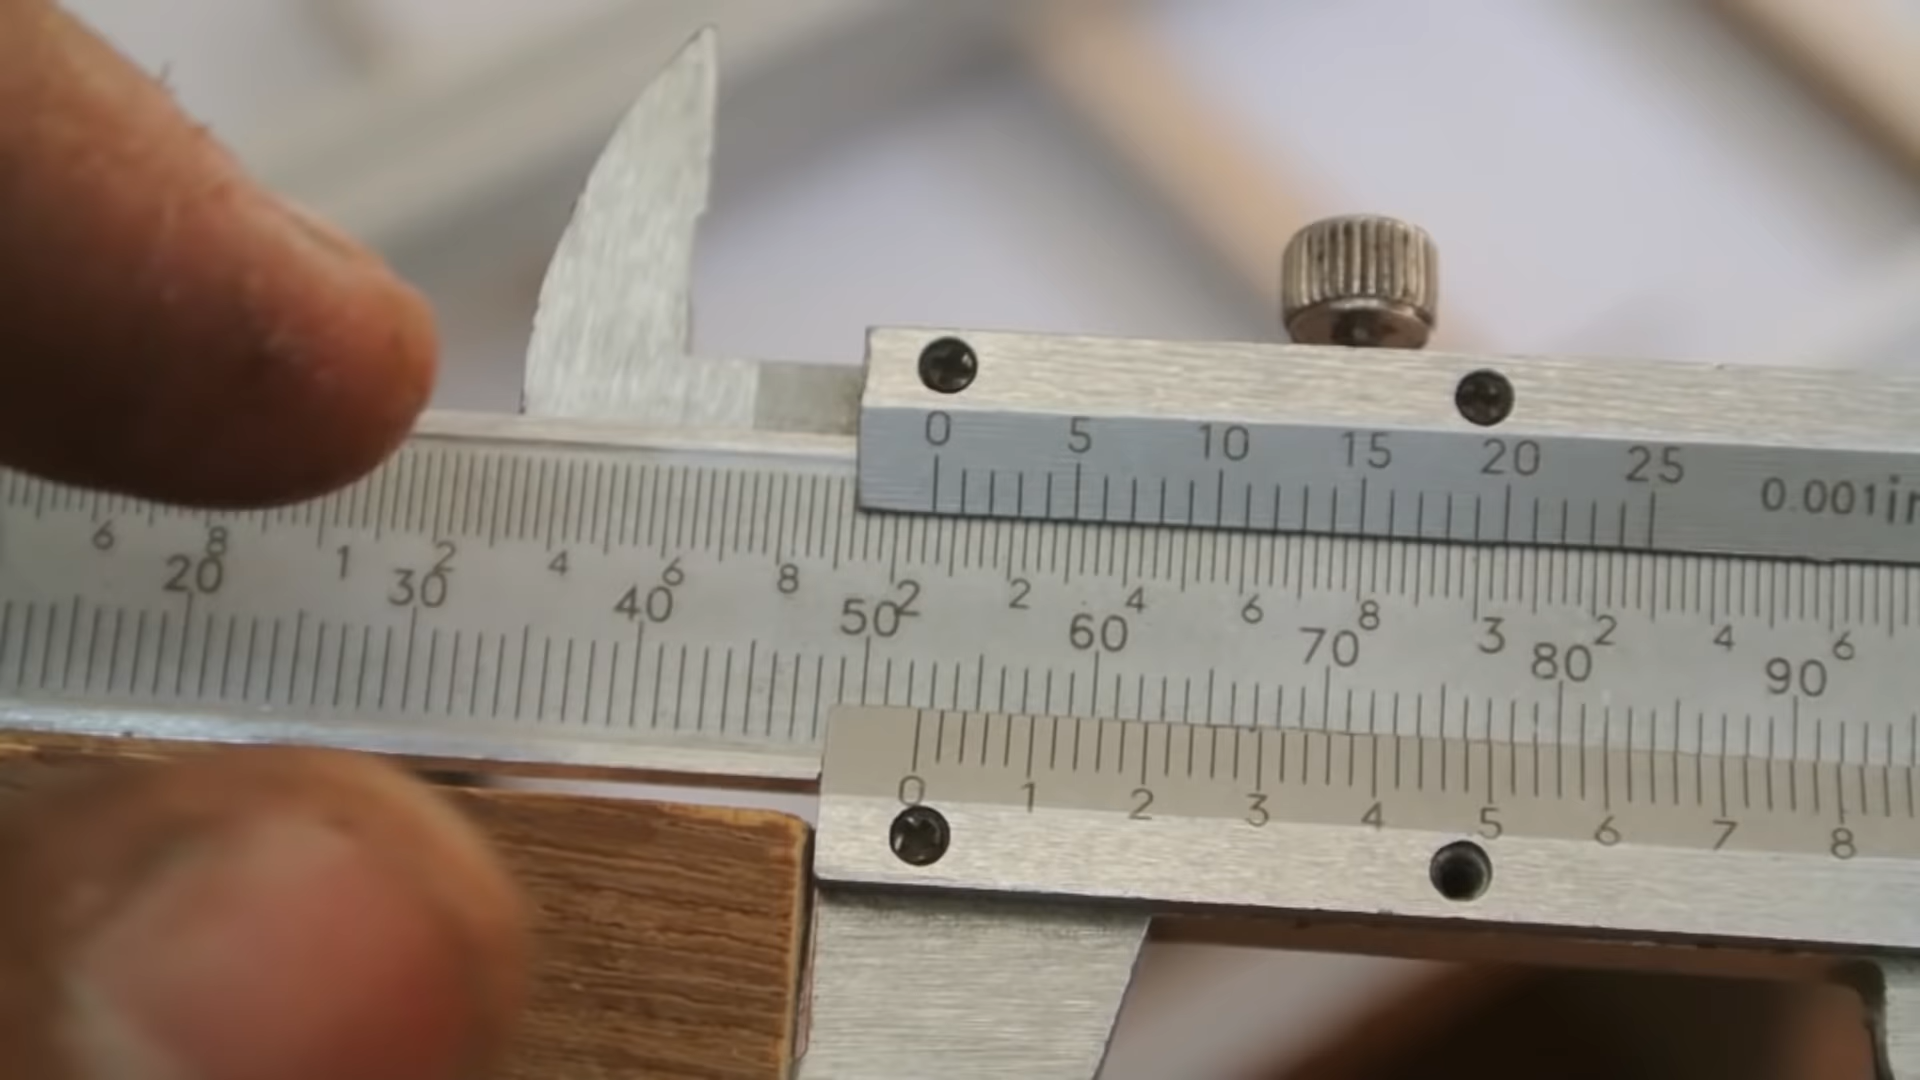 0 5 10 15 20 25 0.001in
6 8 1 2 4 6 8 2 2 4 6 8 3 2 4 6
20 30 40 50 60 70 80 90
0 1 2 3 4 5 6 7 8